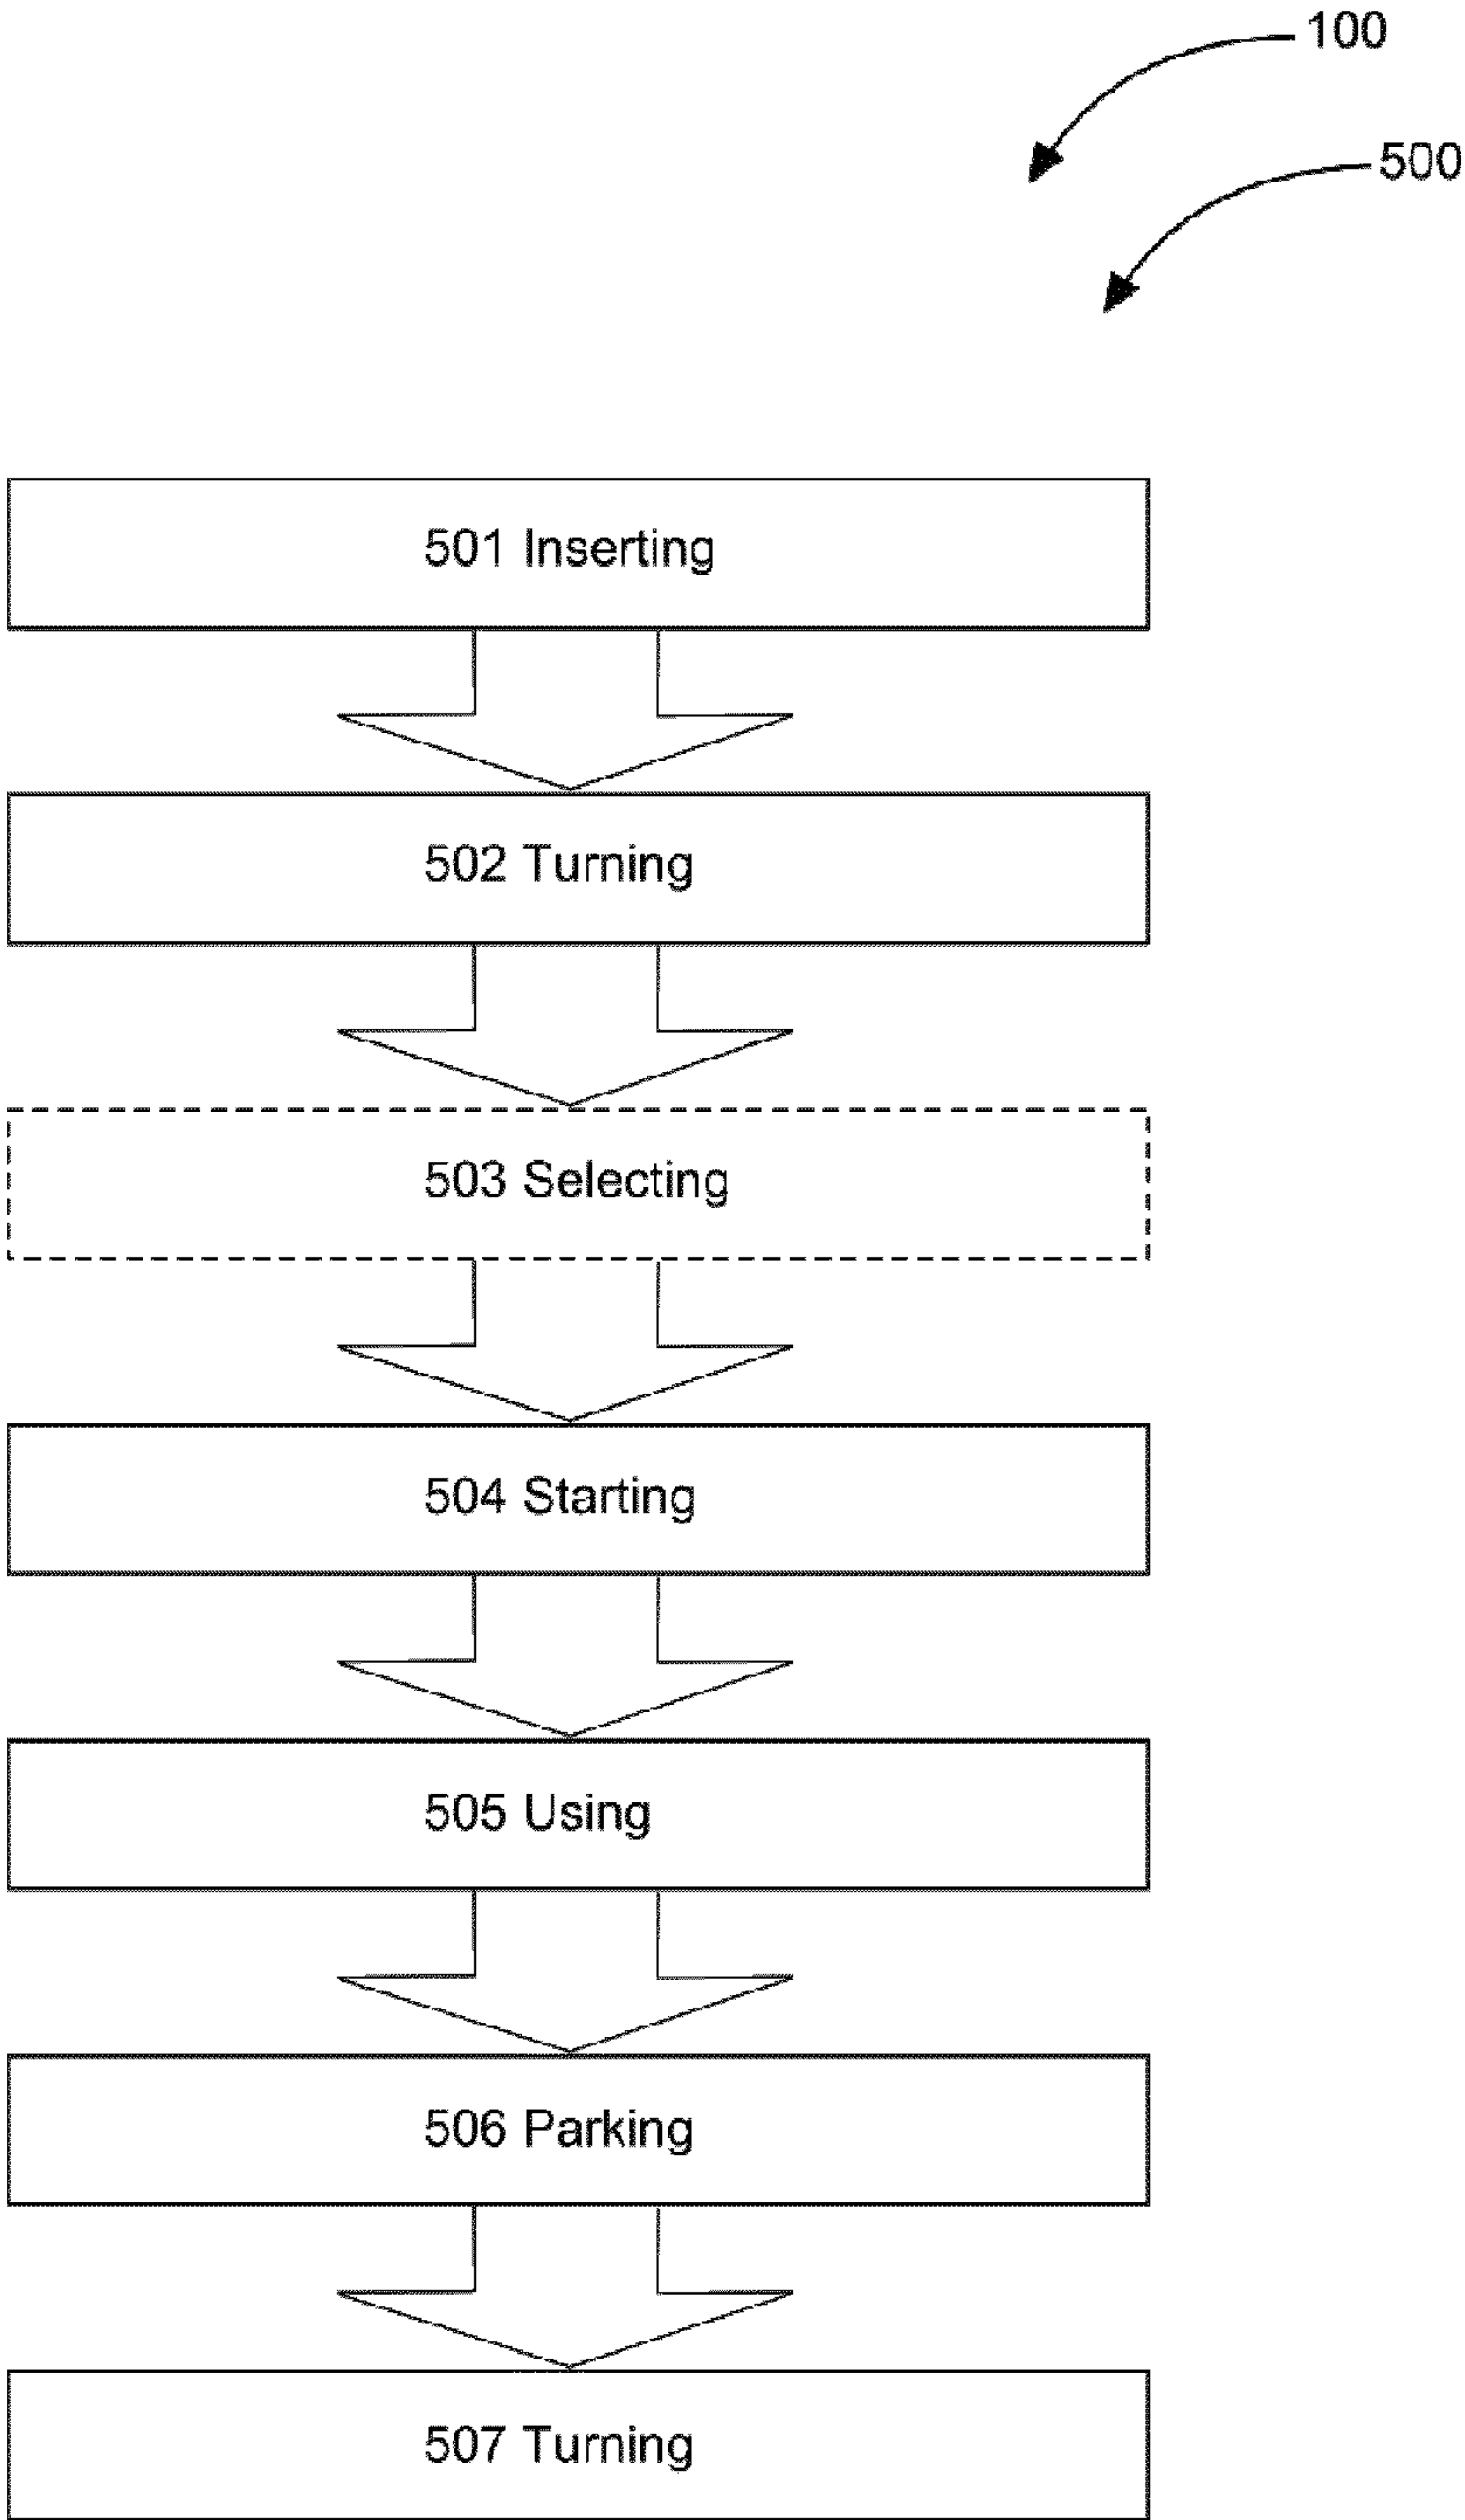 100
500
501 Inserting
502 Turning
503 Selecting
504 Starting
505 Using
506 Parking
507 Turning